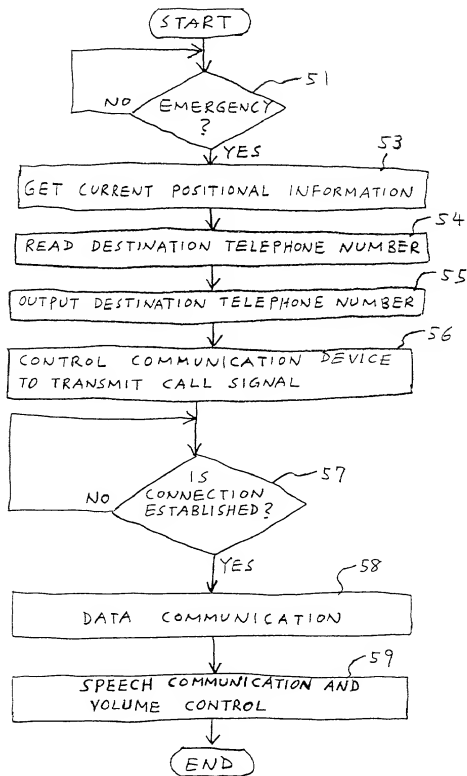 START
51
EMERGENCY
?
NO
YES
53
GET CURRENT POSITIONAL INFORMATION
54
READ DESTINATION TELEPHONE NUMBER
55
OUTPUT DESTINATION TELEPHONE NUMBER
56
CONTROL COMMUNICATION DEVICE
TO TRANSMIT CALL SIGNAL
57
IS
CONNECTION
ESTABLISHED?
NO
YES
58
DATA COMMUNICATION
59
SPEECH COMMUNICATION AND
VOLUME CONTROL
END